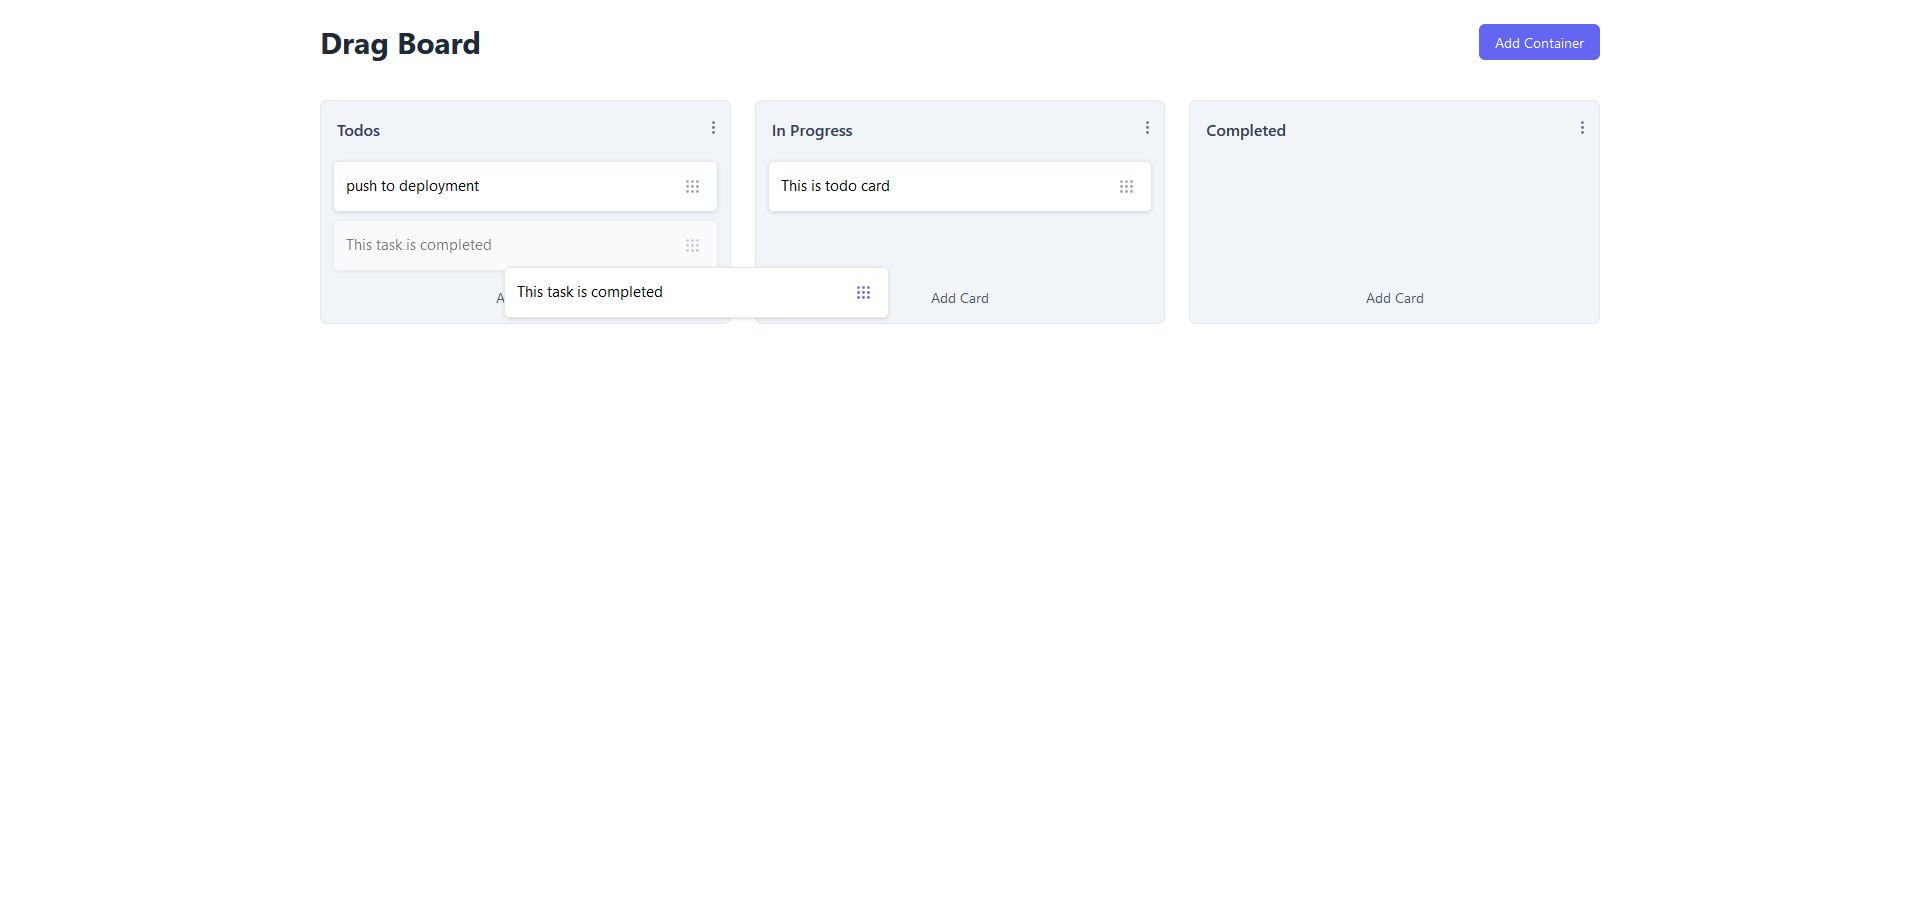 Drag Board
Add Container
Todos
In Progress
Completed
push to deployment
This is todo card
This task is completed
This task is completed
Add Card
Add Card